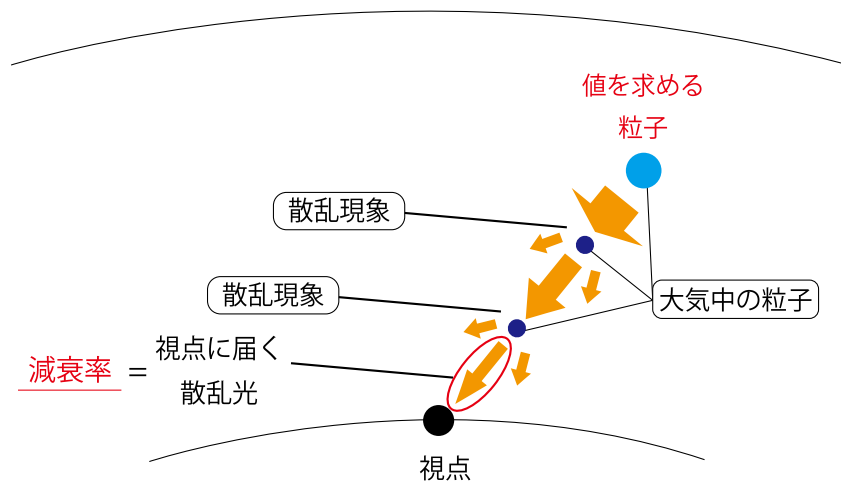 値を求める
粒子
散乱現象
散乱現象
大気中の粒子
減衰率 = 視点に届く
散乱光
視点